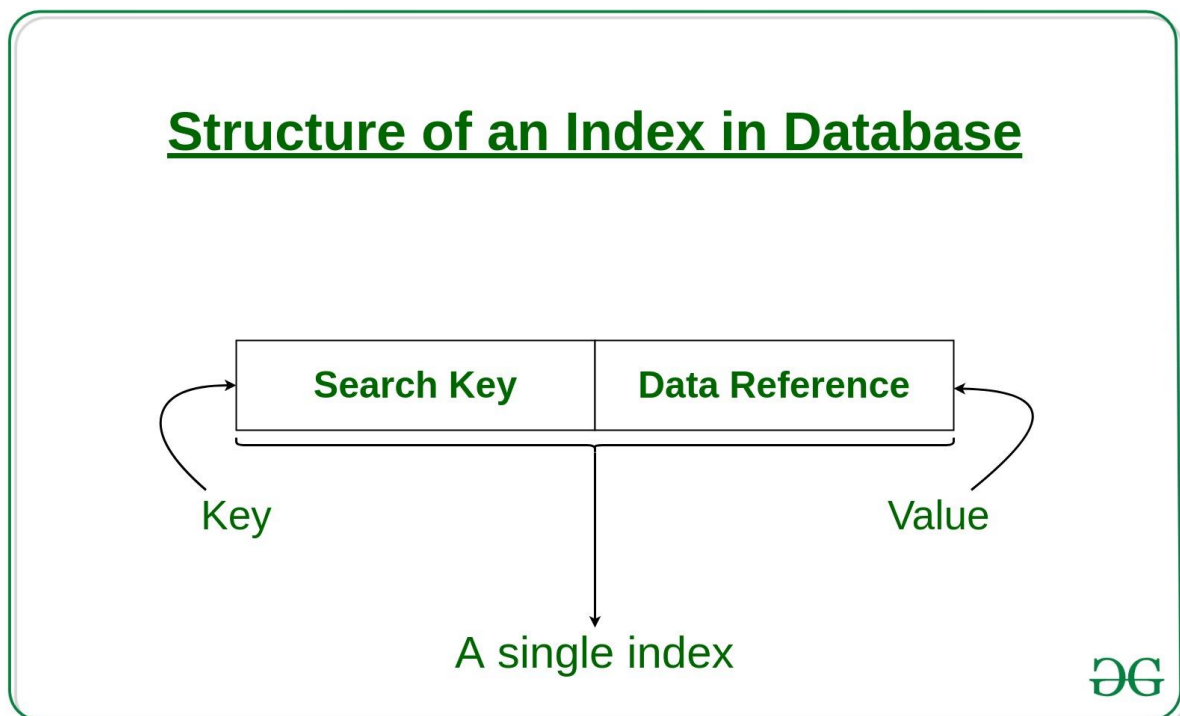 Structure of an Index in Database
Search Key
Data Reference
Key
Value
A single index